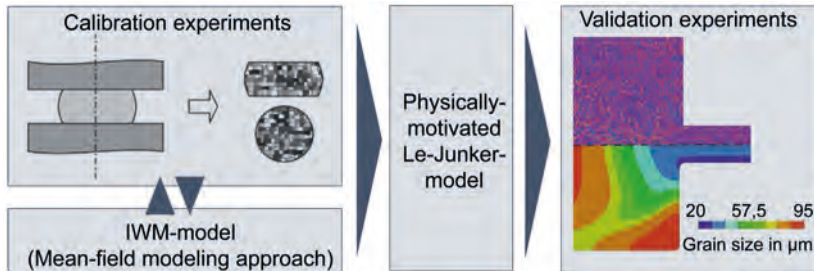 Calibration experiments
IWM-model
(Mean-field modeling approach)
Physically-
motivated
Le-Junker-
model
Validation experiments
20 57,5 95
Grain size in µm